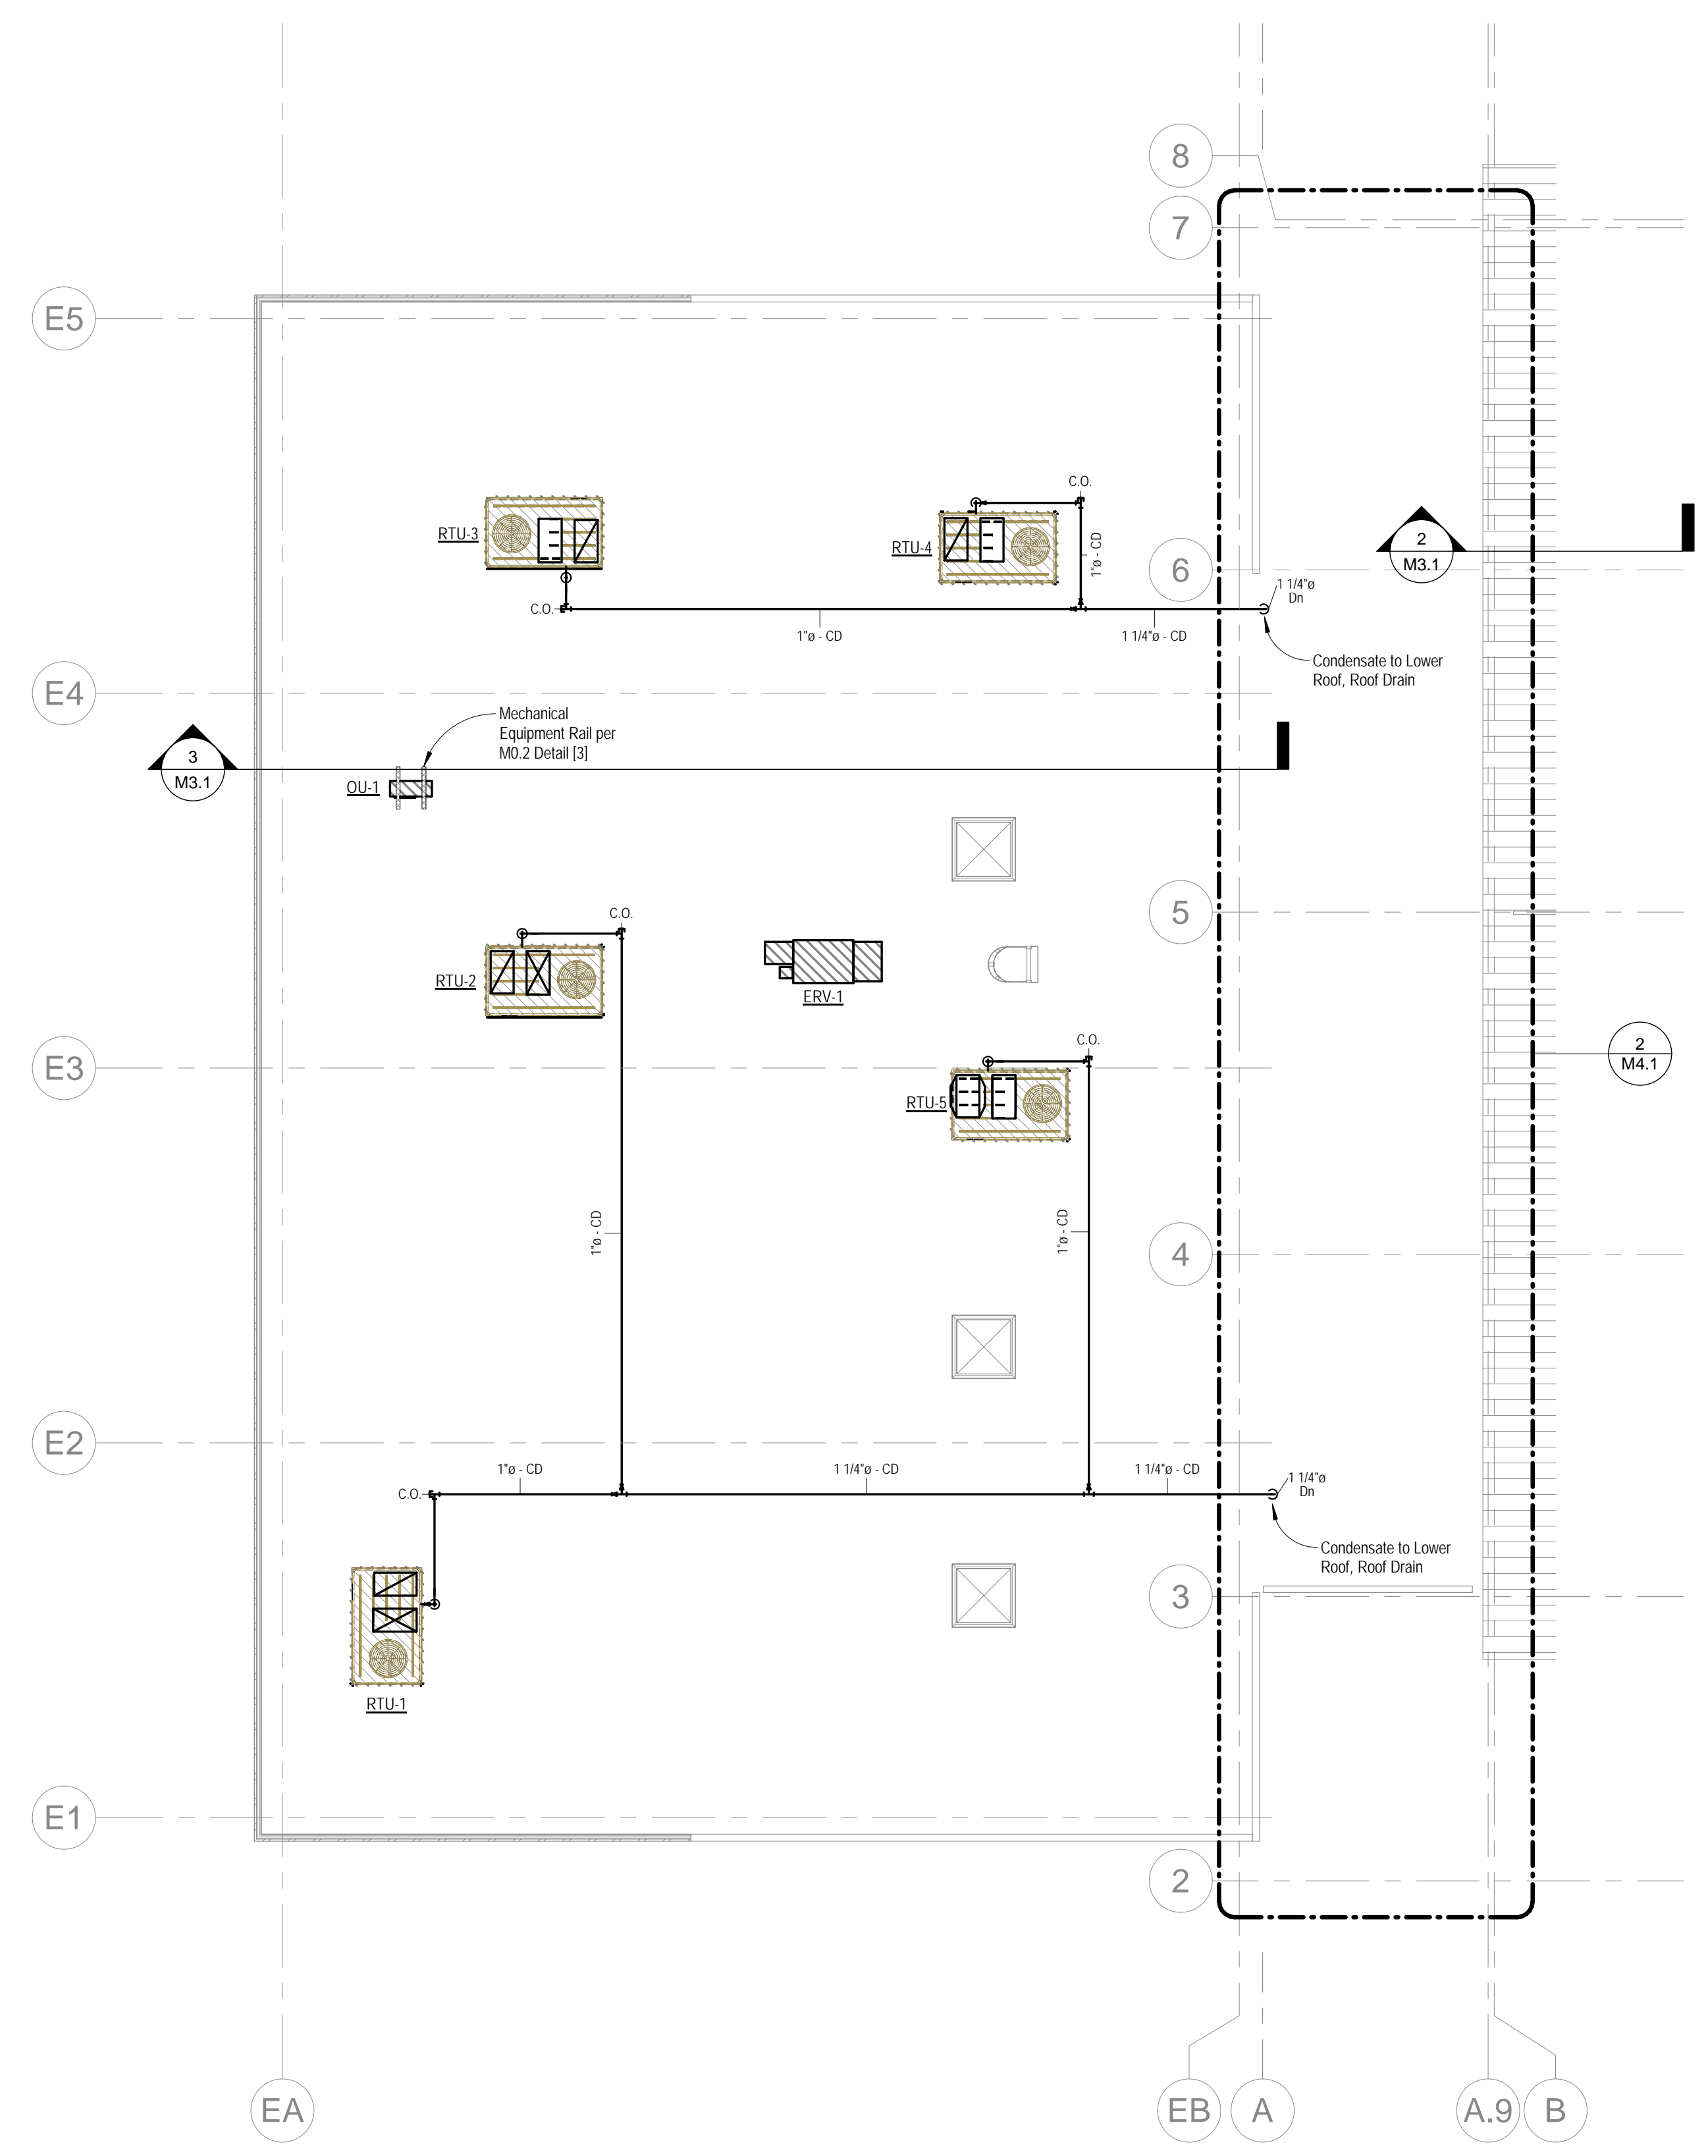 8
7
E5
C.O.
RTU-3
RTU-4
1"ø - CD
6
2
M3.1
1 1/4"ø
Dn
C.O.
1"ø - CD
1 1/4"ø - CD
Condensate to Lower
Roof, Roof Drain
E4
Mechanical
Equipment Rail per
M0.2 Detail [3]
3
M3.1
OU-1
C.O.
5
RTU-2
ERV-1
C.O.
2
M4.1
E3
RTU-5
1"ø - CD
1"ø - CD
4
E2
1"ø - CD
1 1/4"ø - CD
1 1/4"ø - CD
1 1/4"ø
Dn
C.O.
Condensate to Lower
Roof, Roof Drain
3
RTU-1
E1
2
EA
EB
A
A.9
B